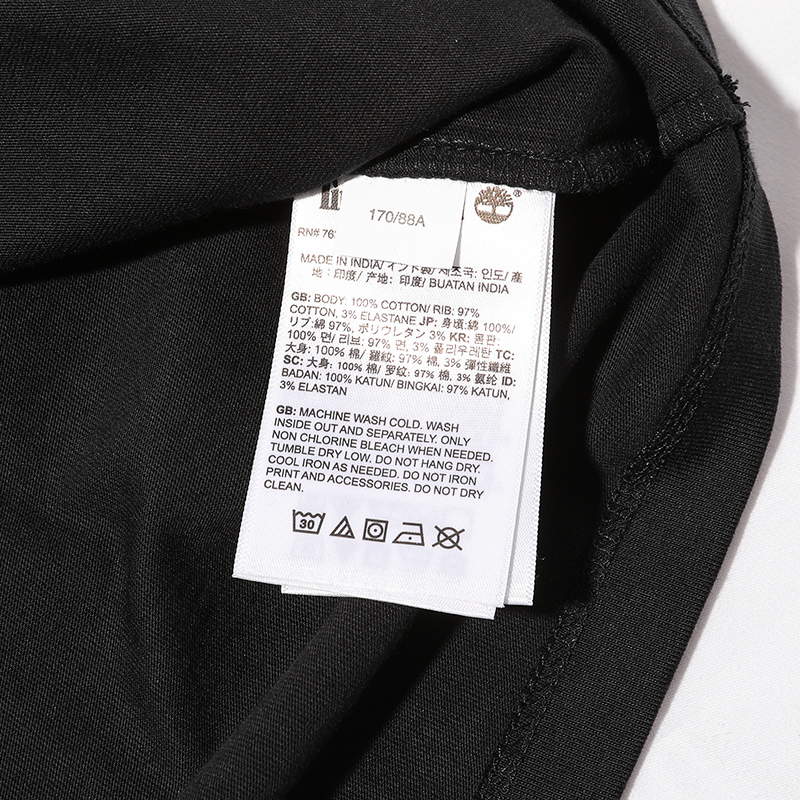 170/88A
®
RN# 76
MADE IN INDIA/ インド製/ 제조국: 인도/ 產
地：印度/ 产地：印度/ BUATAN INDIA
GB: BODY: 100% COTTON/ RIB: 97%
COTTON, 3% ELASTANE JP: 身頃:綿 100%/
リブ:綿 97%, ポリウレタン 3% KR: 몸판:
100% 면/ 리브: 97% 면, 3% 폴리우레탄 TC:
大身: 100% 棉/ 羅紋: 97% 棉, 3% 彈性纖維
SC: 大身: 100% 棉/ 罗纹: 97% 棉, 3% 氨纶 ID:
BADAN: 100% KATUN/ BINGKAI: 97% KATUN,
3% ELASTAN
GB: MACHINE WASH COLD. WASH
INSIDE OUT AND SEPARATELY. ONLY
NON CHLORINE BLEACH WHEN NEEDED.
TUMBLE DRY LOW. DO NOT HANG DRY.
COOL IRON AS NEEDED. DO NOT IRON
PRINT AND ACCESSORIES. DO NOT DRY
CLEAN.
30